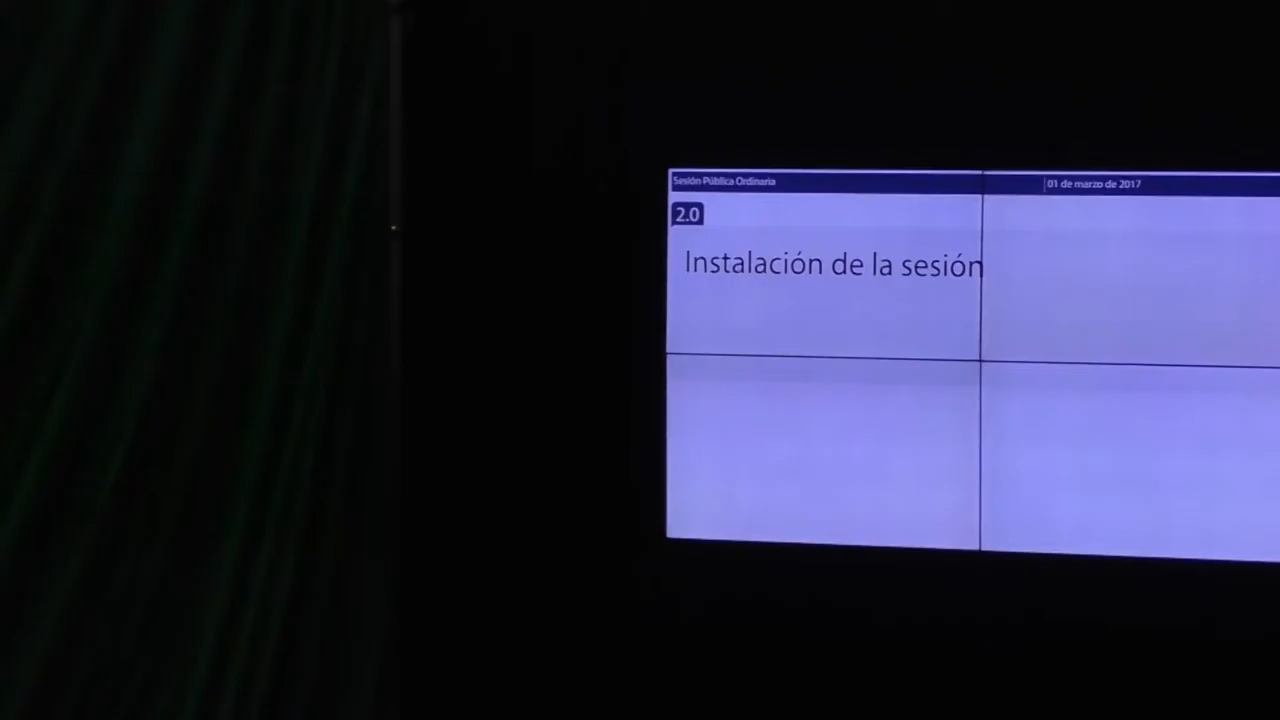 Sesión Pública Ordinaria
01 de marzo de 2017
2.0
Instalación de la sesión